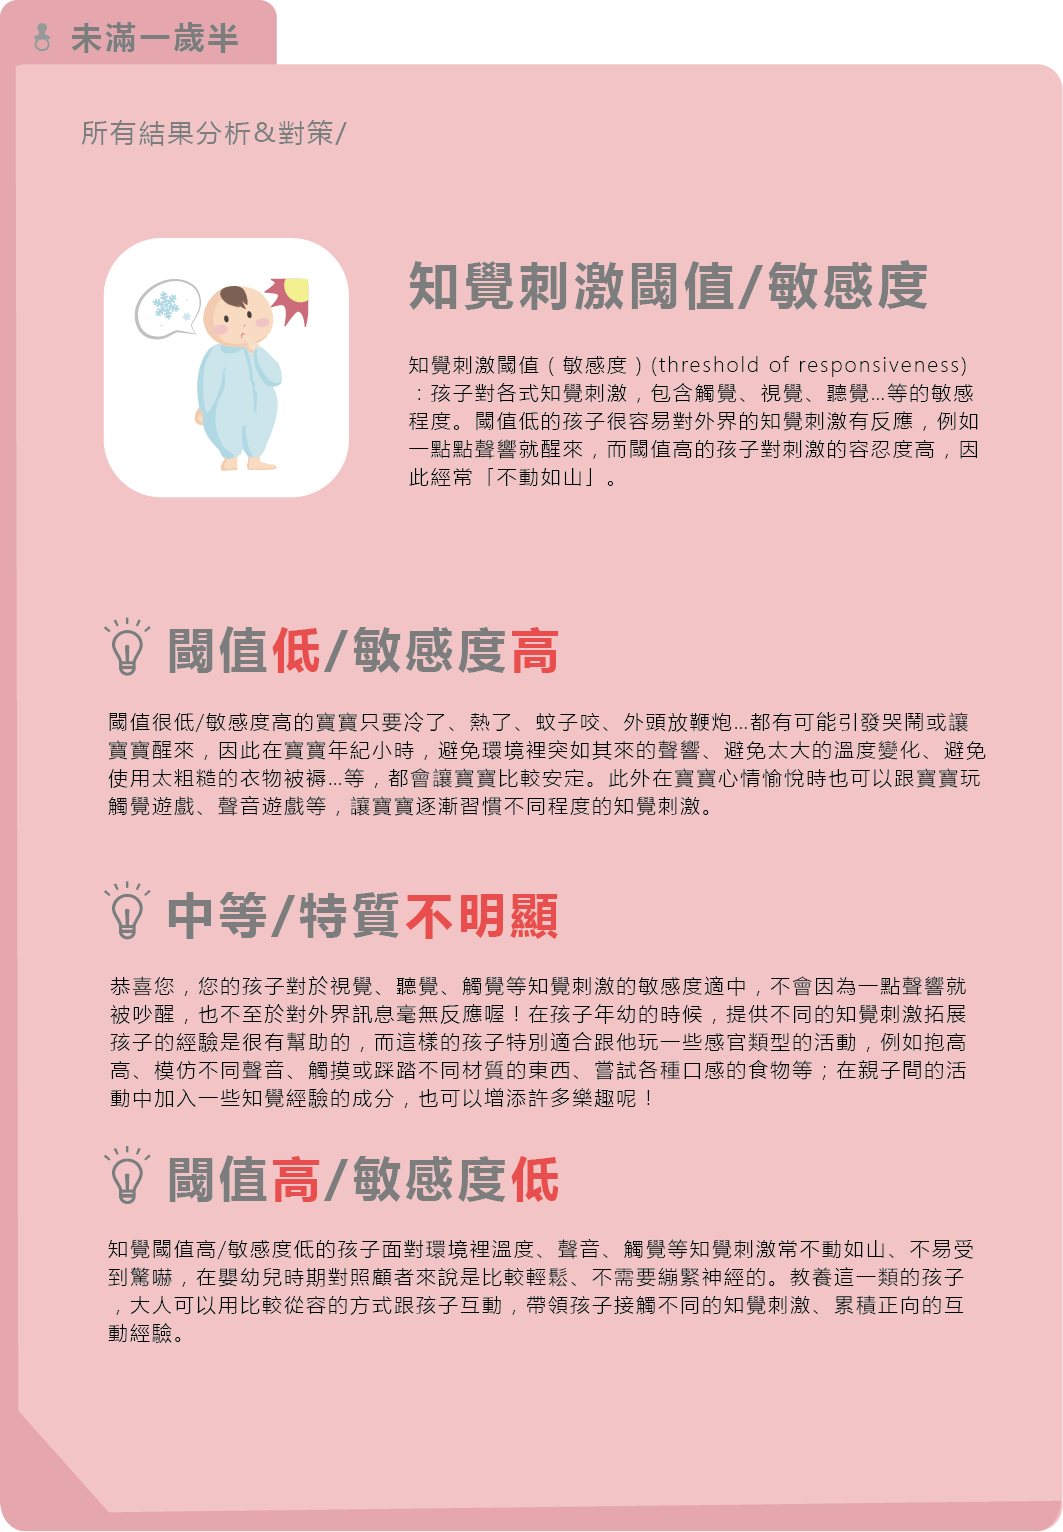 未滿一歲半
所有結果分析&對策/
知覺刺激閾值/敏感度
知覺刺激閾值(敏感度)(threshold of responsiveness)
:孩子對各式知覺刺激,包含觸覺、視覺、聽覺...等的敏感
程度。閾值低的孩子很容易對外界的知覺刺激有反應,例如
一點點聲響就醒來,而閾值高的孩子對刺激的容忍度高,因
此經常「不動如山」。
閾值低/敏感度高
閾值很低/敏感度高的寶寶只要冷了、熱了、蚊子咬、外頭放鞭炮...都有可能引發哭鬧或讓
寶寶醒來,因此在寶寶年紀小時,避免環境裡突如其來的聲響、避免太大的溫度變化、避免
使用太粗糙的衣物被褥...等,都會讓寶寶比較安定。此外在寶寶心情愉悅時也可以跟寶寶玩
觸覺遊戲、聲音遊戲等,讓寶寶逐漸習慣不同程度的知覺刺激。
中等/特質不明顯
恭喜您,您的孩子對於視覺、聽覺、觸覺等知覺刺激的敏感度適中,不會因為一點聲響就
被吵醒,也不至於對外界訊息毫無反應喔!在孩子年幼的時候,提供不同的知覺刺激拓展
孩子的經驗是很有幫助的,而這樣的孩子特別適合跟他玩一些感官類型的活動,例如抱高
高、模仿不同聲音、觸摸或踩踏不同材質的東西、嘗試各種口感的食物等;在親子間的活
動中加入一些知覺經驗的成分,也可以增添許多樂趣呢!
閾值高/敏感度低
知覺閾值高/敏感度低的孩子面對環境裡溫度、聲音、觸覺等知覺刺激常不動如山、不易受
到驚嚇,在嬰幼兒時期對照顧者來說是比較輕鬆、不需要繃緊神經的。教養這一類的孩子
,大人可以用比較從容的方式跟孩子互動,帶領孩子接觸不同的知覺刺激、累積正向的互
動經驗。